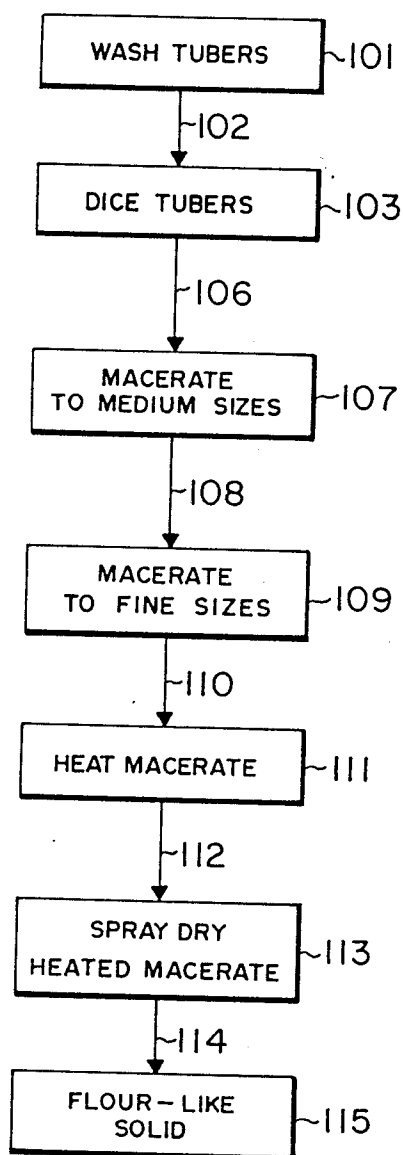 WASH TUBERS 101
102
DICE TUBERS 103
106
MACERATE
TO MEDIUM SIZES 107
108
MACERATE
TO FINE SIZES 109
110
HEAT MACERATE 111
112
SPRAY DRY
HEATED MACERATE 113
114
FLOUR-LIKE
SOLID 115